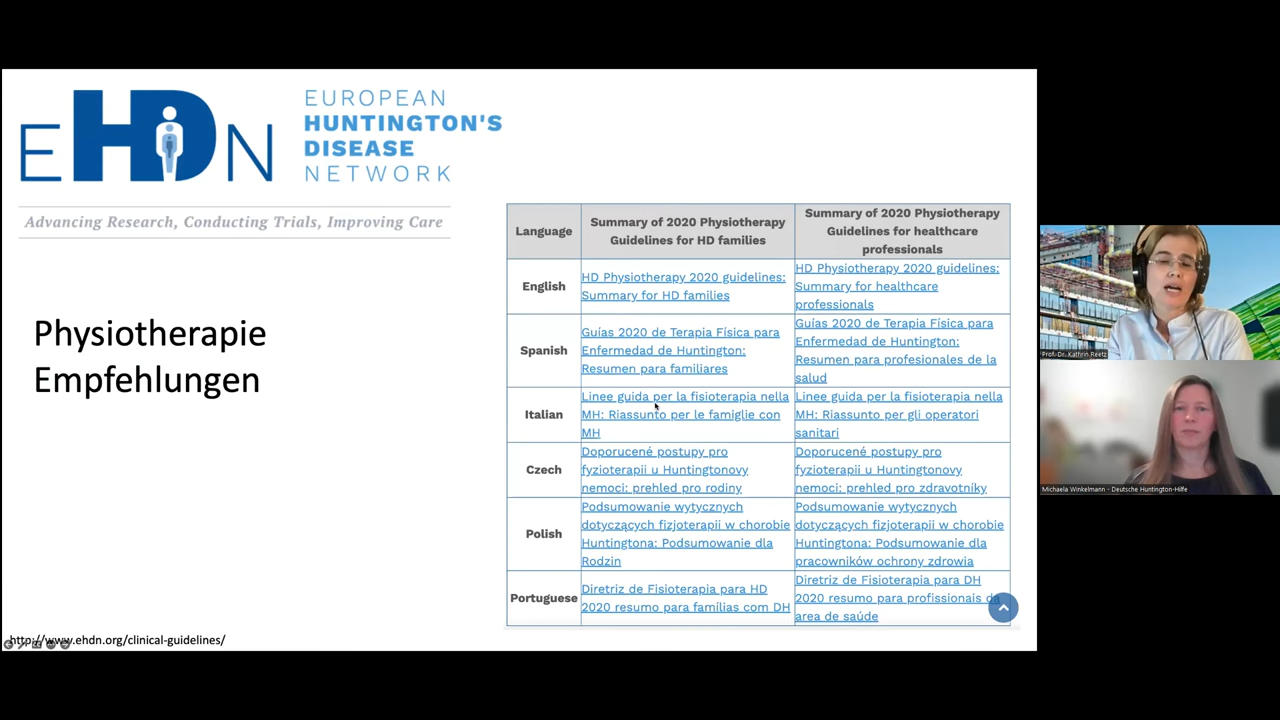 EHDN
EUROPEAN
HUNTINGTON'S
DISEASE
NETWORK
Advancing Research, Conducting Trials, Improving Care
Physiotherapie
Empfehlungen
Language
Summary of 2020 Physiotherapy
Guidelines for HD families
Summary of 2020 Physiotherapy
Guidelines for healthcare
professionals
English
HD Physiotherapy 2020 guidelines:
Summary for HD families
HD Physiotherapy 2020 guidelines:
Summary for healthcare
professionals
Spanish
Guías 2020 de Terapia Física para
Enfermedad de Huntington:
Resumen para familiares
Guías 2020 de Terapia Física para
Enfermedad de Huntington:
Resumen para profesionales de la
salud
Italian
Linee guida per la fisioterapia nella
MH: Riassunto per le famiglie con
MH
Linee guida per la fisioterapia nella
MH: Riassunto per gli operatori
sanitari
Czech
Doporucené postupy pro
fyzioterapii u Huntingtonovy
nemoci: prehled pro rodiny
Doporucené postupy pro
fyzioterapii u Huntingtonovy
nemoci: prehled pro zdravotníky
Polish
Podsumowanie wytycznych
dotyczących fizjoterapii w chorobie
Huntingtona: Podsumowanie dla
Rodzin
Podsumowanie wytycznych
dotyczących fizjoterapii w chorobie
Huntingtona: Podsumowanie dla
pracowników ochrony zdrowia
Portuguese
Diretriz de Fisioterapia para HD
2020 resumo para famílias com DH
Diretriz de Fisioterapia para DH
2020 resumo para profissionais da
area de saúde
http://www.ehdn.org/clinical-guidelines/
Prof. Dr. Kathrin Reetz
Michaela Winkelmann - Deutsche Huntington-Hilfe